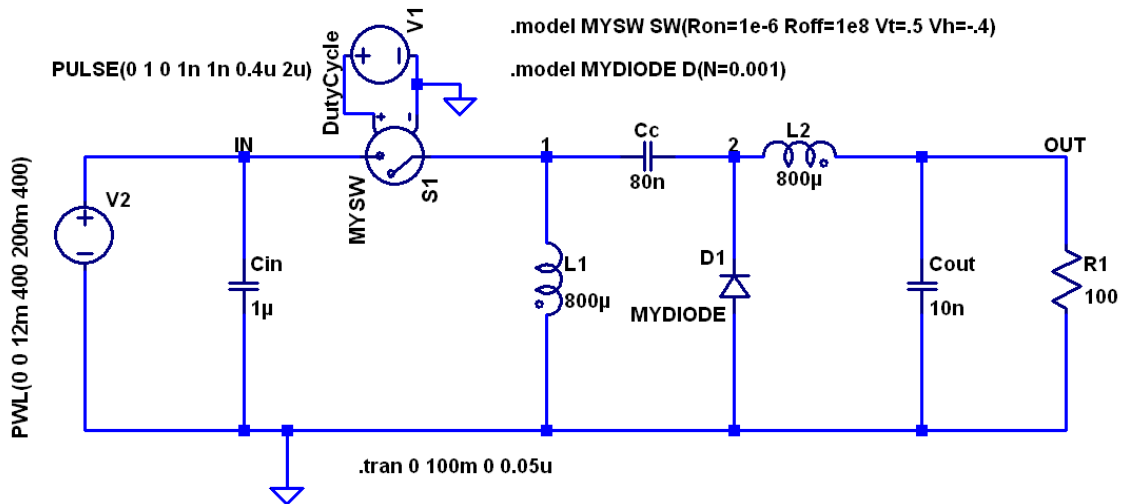 .model MYSW SW(Ron=1e-6 Roff=1e8 Vt=.5 Vh=-.4)
V1
PULSE(0 1 0 1n 1n 0.4u 2u)
.model MYDIODE D(N=0.001)
DutyCycle
IN
MYSW
S1
1
Cc
80n
2
L2
800µ
OUT
PWL(0 0 12m 400 200m 400)
V2
Cin
1µ
L1
800µ
D1
MYDIODE
Cout
10n
R1
100
.tran 0 100m 0 0.05u